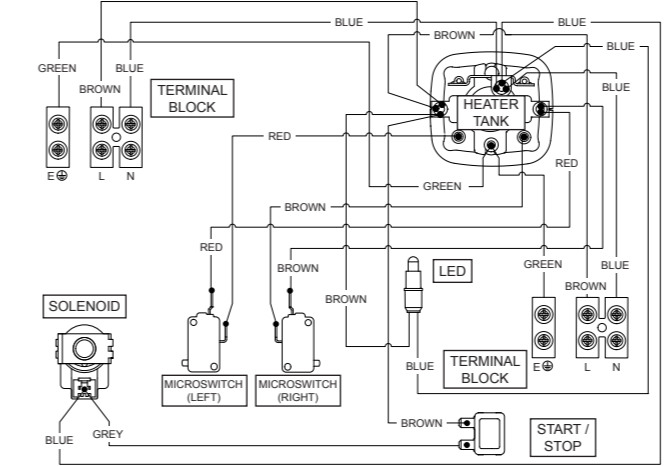 BLUE
BLUE
BROWN
BLUE
GREEN
BLUE
BROWN
TERMINAL
BLOCK
BLUE
HEATER
TANK
RED
RED
E L N
GREEN
BROWN
RED
BROWN
GREEN
BLUE
LED
BROWN
BROWN
SOLENOID
TERMINAL
BLOCK
BLUE
E L N
MICROSWITCH
(LEFT)
MICROSWITCH
(RIGHT)
BROWN
START /
STOP
BLUE
GREY